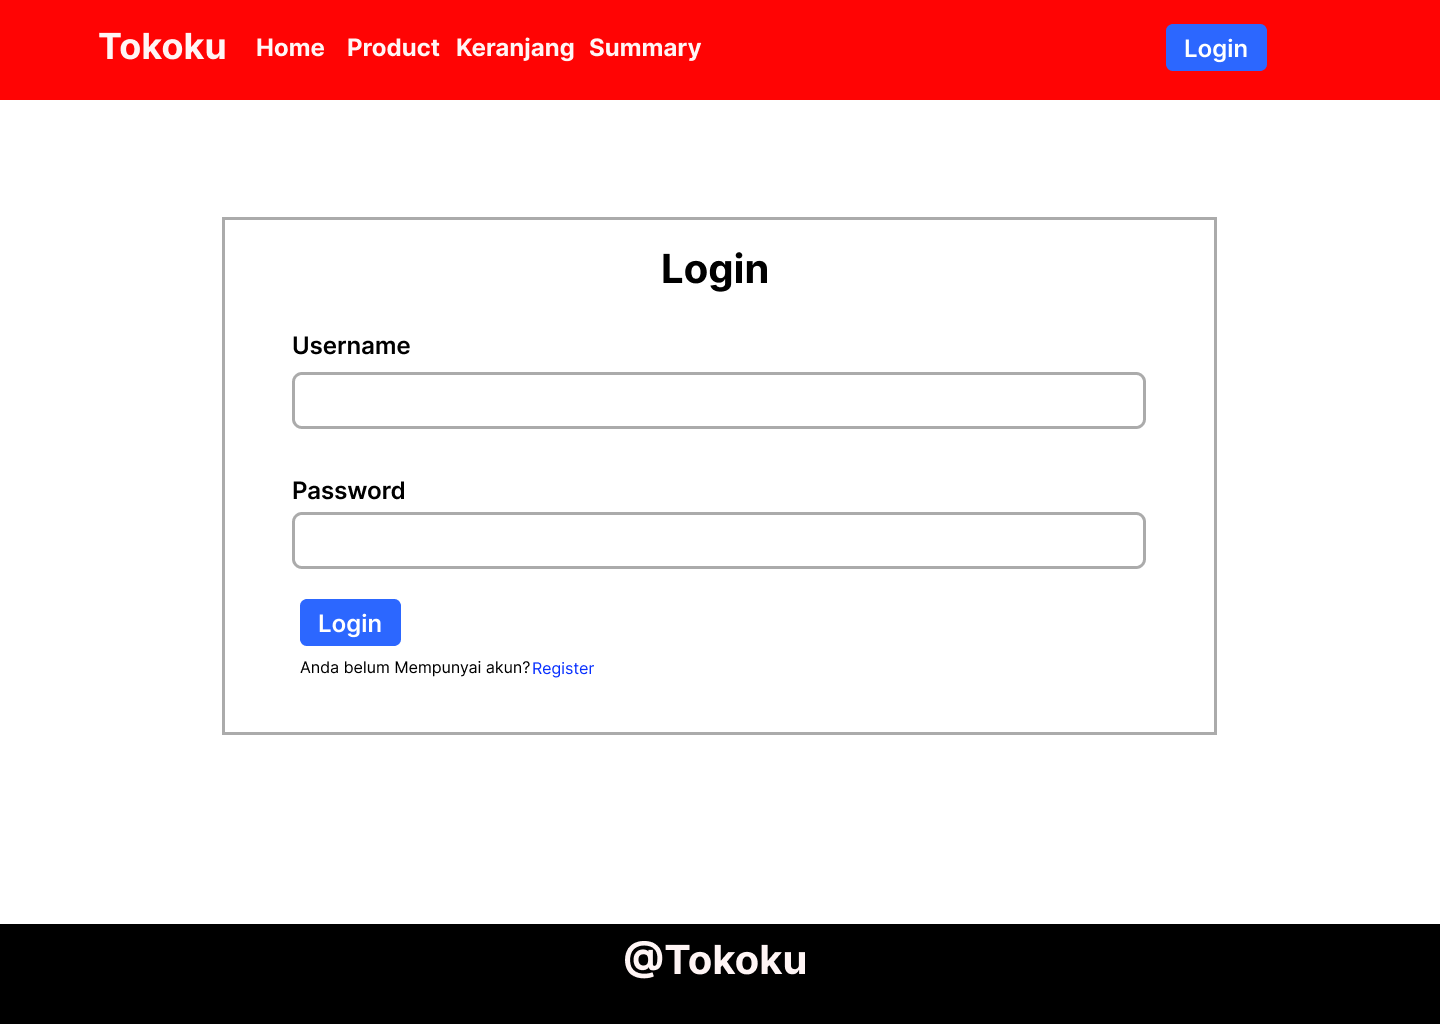 Tokoku Home Product Keranjang Summary Login
Login
Username
Password
Login
Anda belum Mempunyai akun? Register
@Tokoku